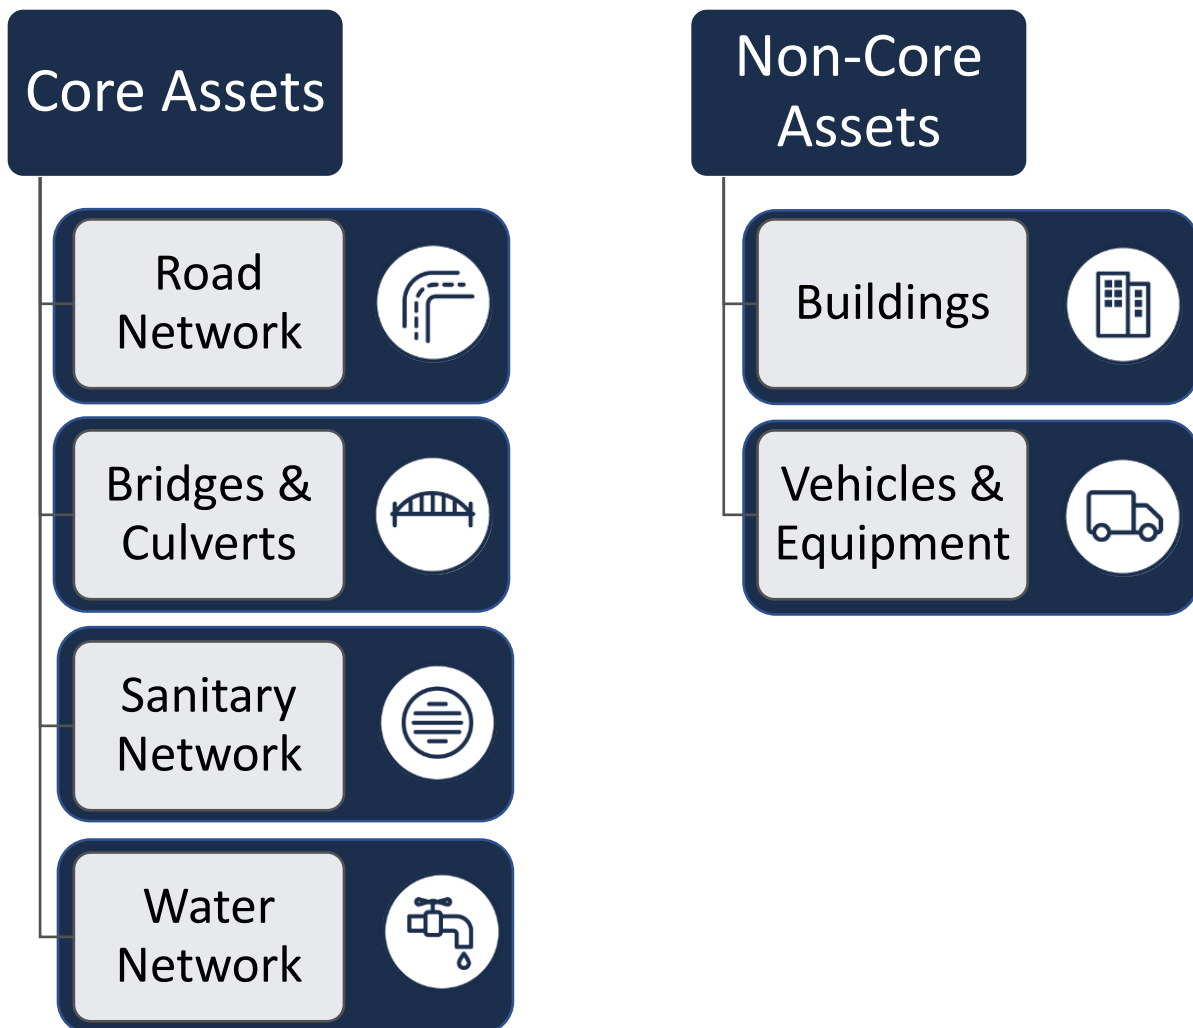 Core Assets
Road
Network
Bridges &
Culverts
Sanitary
Network
Water
Network
Non-Core
Assets
Buildings
Vehicles &
Equipment